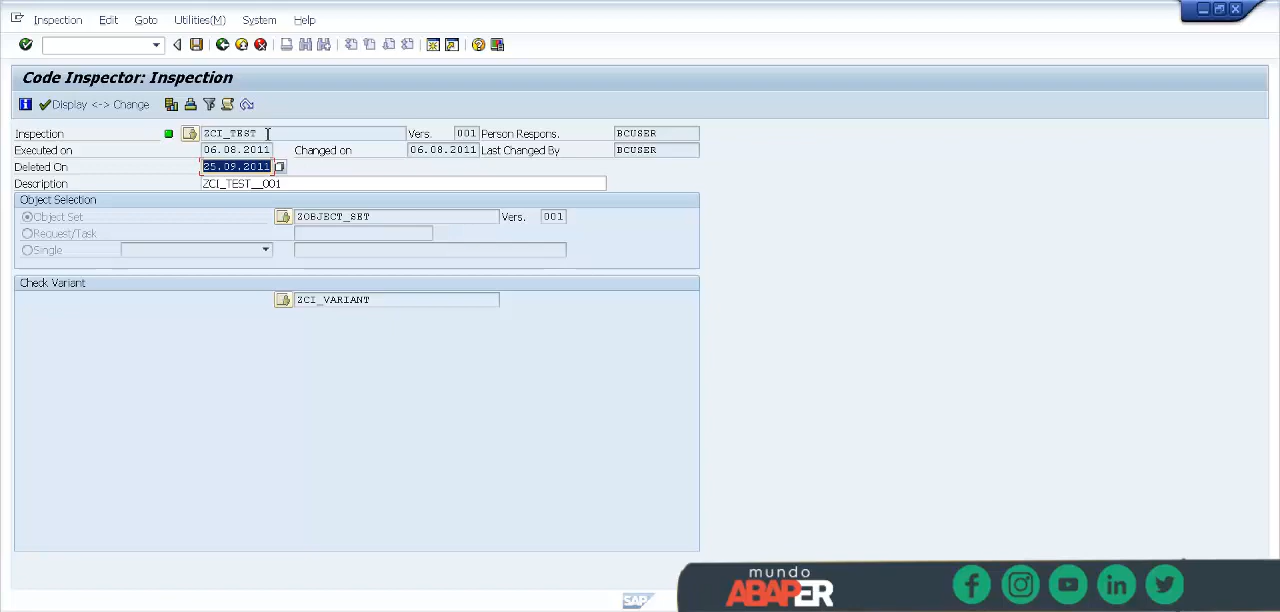 Inspection Edit Goto Utilities(M) System Help
Code Inspector: Inspection
Display <-> Change
Inspection ZCI_TEST Vers. 001 Person Respons. BCUSER
Executed on 06.08.2011 Changed on 06.08.2011 Last Changed By BCUSER
Deleted On 25.09.2011
Description ZCI_TEST__001
Object Selection
Object Set ZOBJECT_SET Vers. 001
Request/Task
Single
Check Variant
ZCI_VARIANT
SAP
mundo
ABAPER